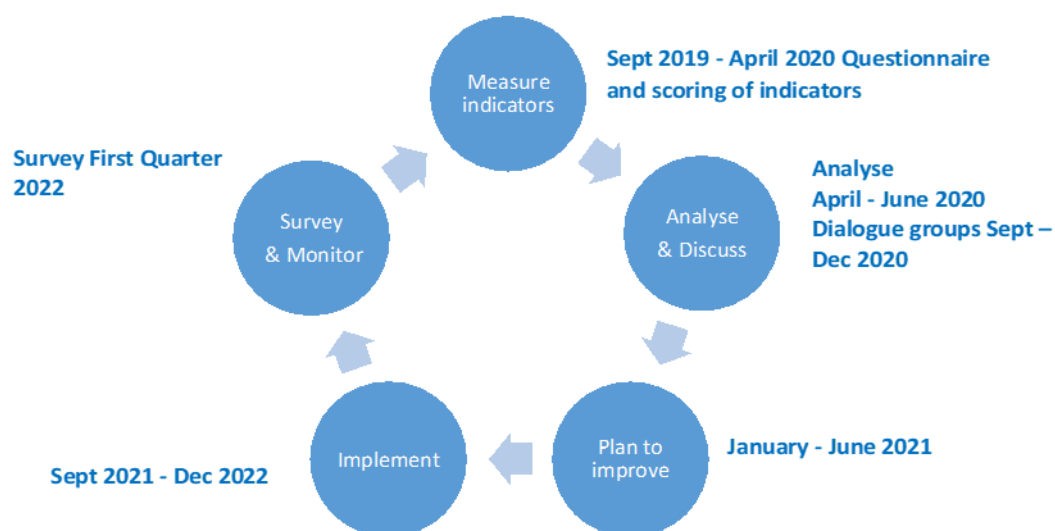 Measure
indicators
Sept 2019 - April 2020 Questionnaire
and scoring of indicators
Analyse
& Discuss
Analyse
April - June 2020
Dialogue groups Sept –
Dec 2020
Plan to
improve
January - June 2021
Implement
Sept 2021 - Dec 2022
Survey
& Monitor
Survey First Quarter
2022